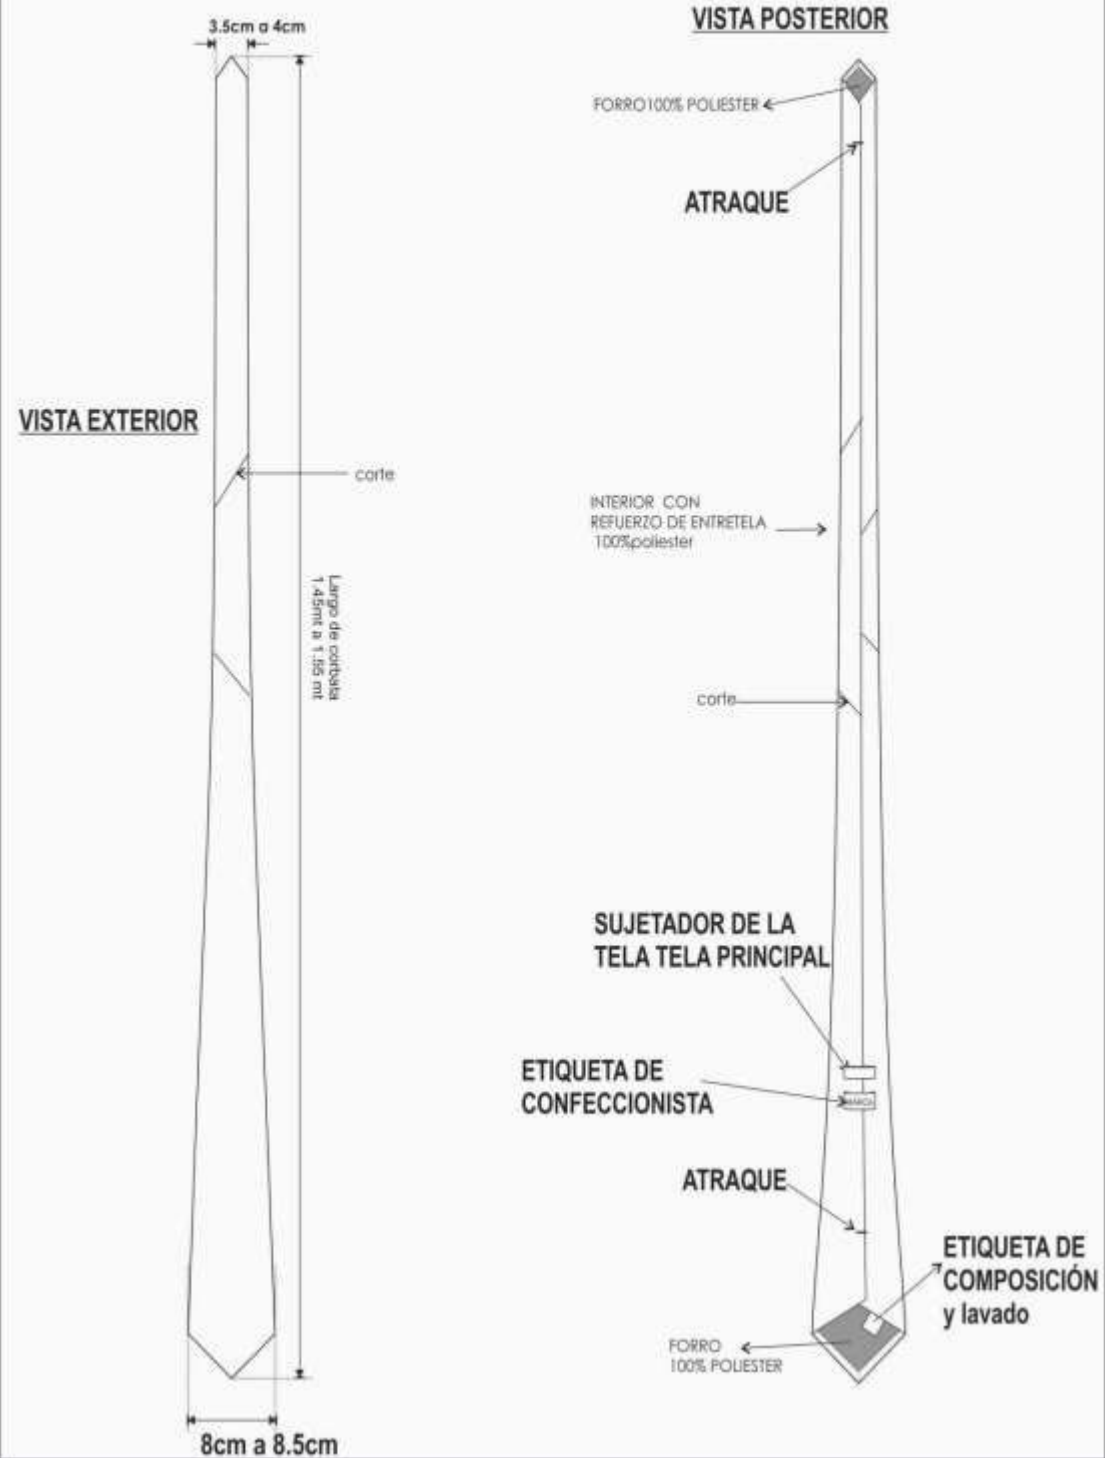 3.5cm a 4cm
VISTA EXTERIOR
corte
Largo de corbata
1.45mt a 1.55 mt
8cm a 8.5cm
VISTA POSTERIOR
FORRO100% POLIESTER
ATRAQUE
INTERIOR CON
REFUERZO DE ENTRETELA
100%poliester
corte
SUJETADOR DE LA
TELA TELA PRINCIPAL
ETIQUETA DE
CONFECCIONISTA
MARCA
ATRAQUE
ETIQUETA DE
COMPOSICIÓN
y lavado
FORRO
100% POLIESTER